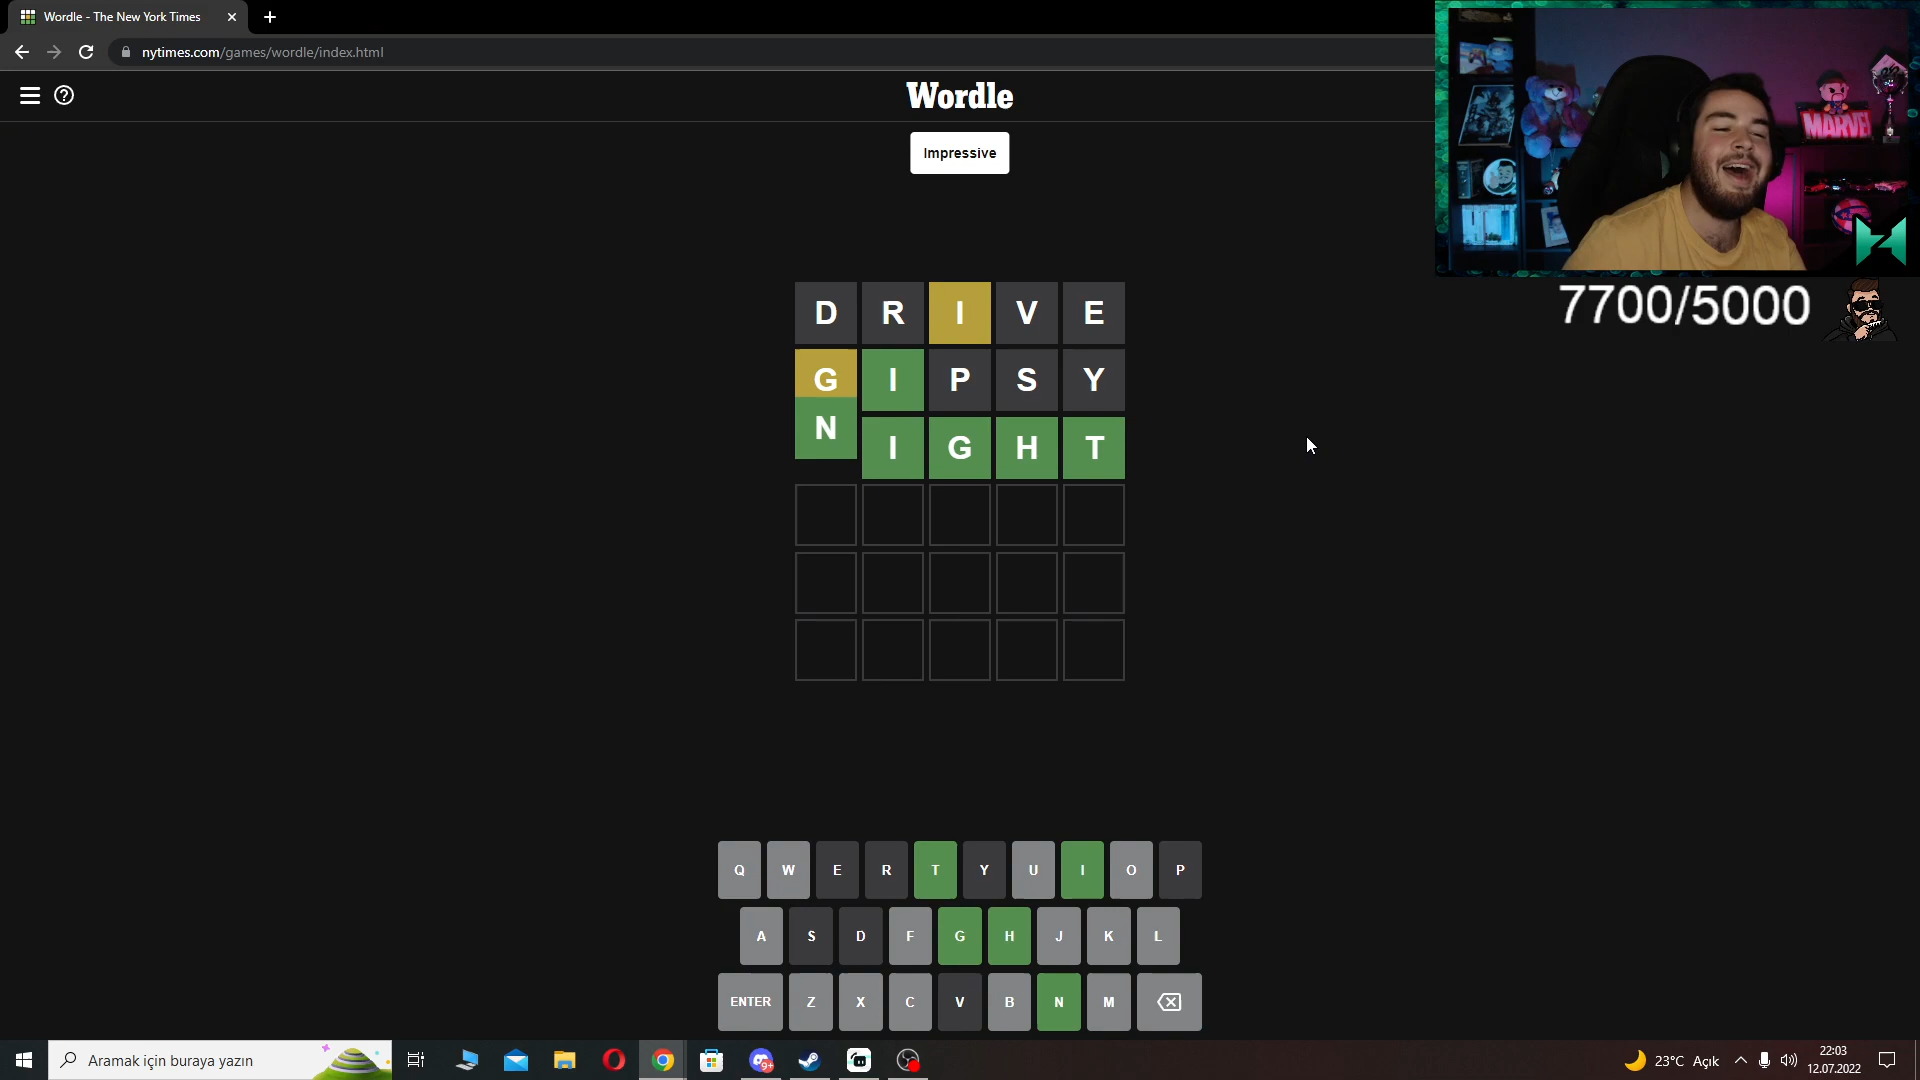 Wordle - The New York Times
nytimes.com/games/wordle/index.html
Wordle
Impressive
MARVEL
7700/5000
D R I V E
G I P S Y
N I G H T
Q W E R T Y U I O P
A S D F G H J K L
ENTER Z X C V B N M
Aramak için buraya yazın
9+
23°C Açık
22:03
12.07.2022